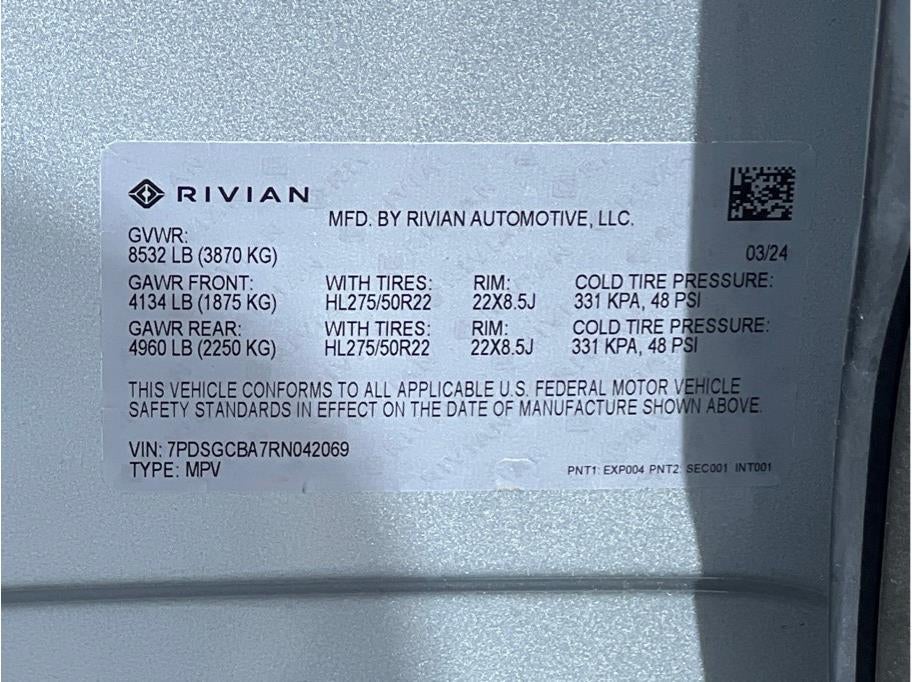 RIVIAN
MFD. BY RIVIAN AUTOMOTIVE, LLC.
GVWR:
8532 LB (3870 KG) 03/24
GAWR FRONT: WITH TIRES: RIM: COLD TIRE PRESSURE:
4134 LB (1875 KG) HL275/50R22 22X8.5J 331 KPA, 48 PSI
GAWR REAR: WITH TIRES: RIM: COLD TIRE PRESSURE:
4960 LB (2250 KG) HL275/50R22 22X8.5J 331 KPA, 48 PSI
THIS VEHICLE CONFORMS TO ALL APPLICABLE U.S. FEDERAL MOTOR VEHICLE
SAFETY STANDARDS IN EFFECT ON THE DATE OF MANUFACTURE SHOWN ABOVE.
VIN: 7PDSGCBA7RN042069
TYPE: MPV
PNT1: EXP004 PNT2: SEC001 INT001